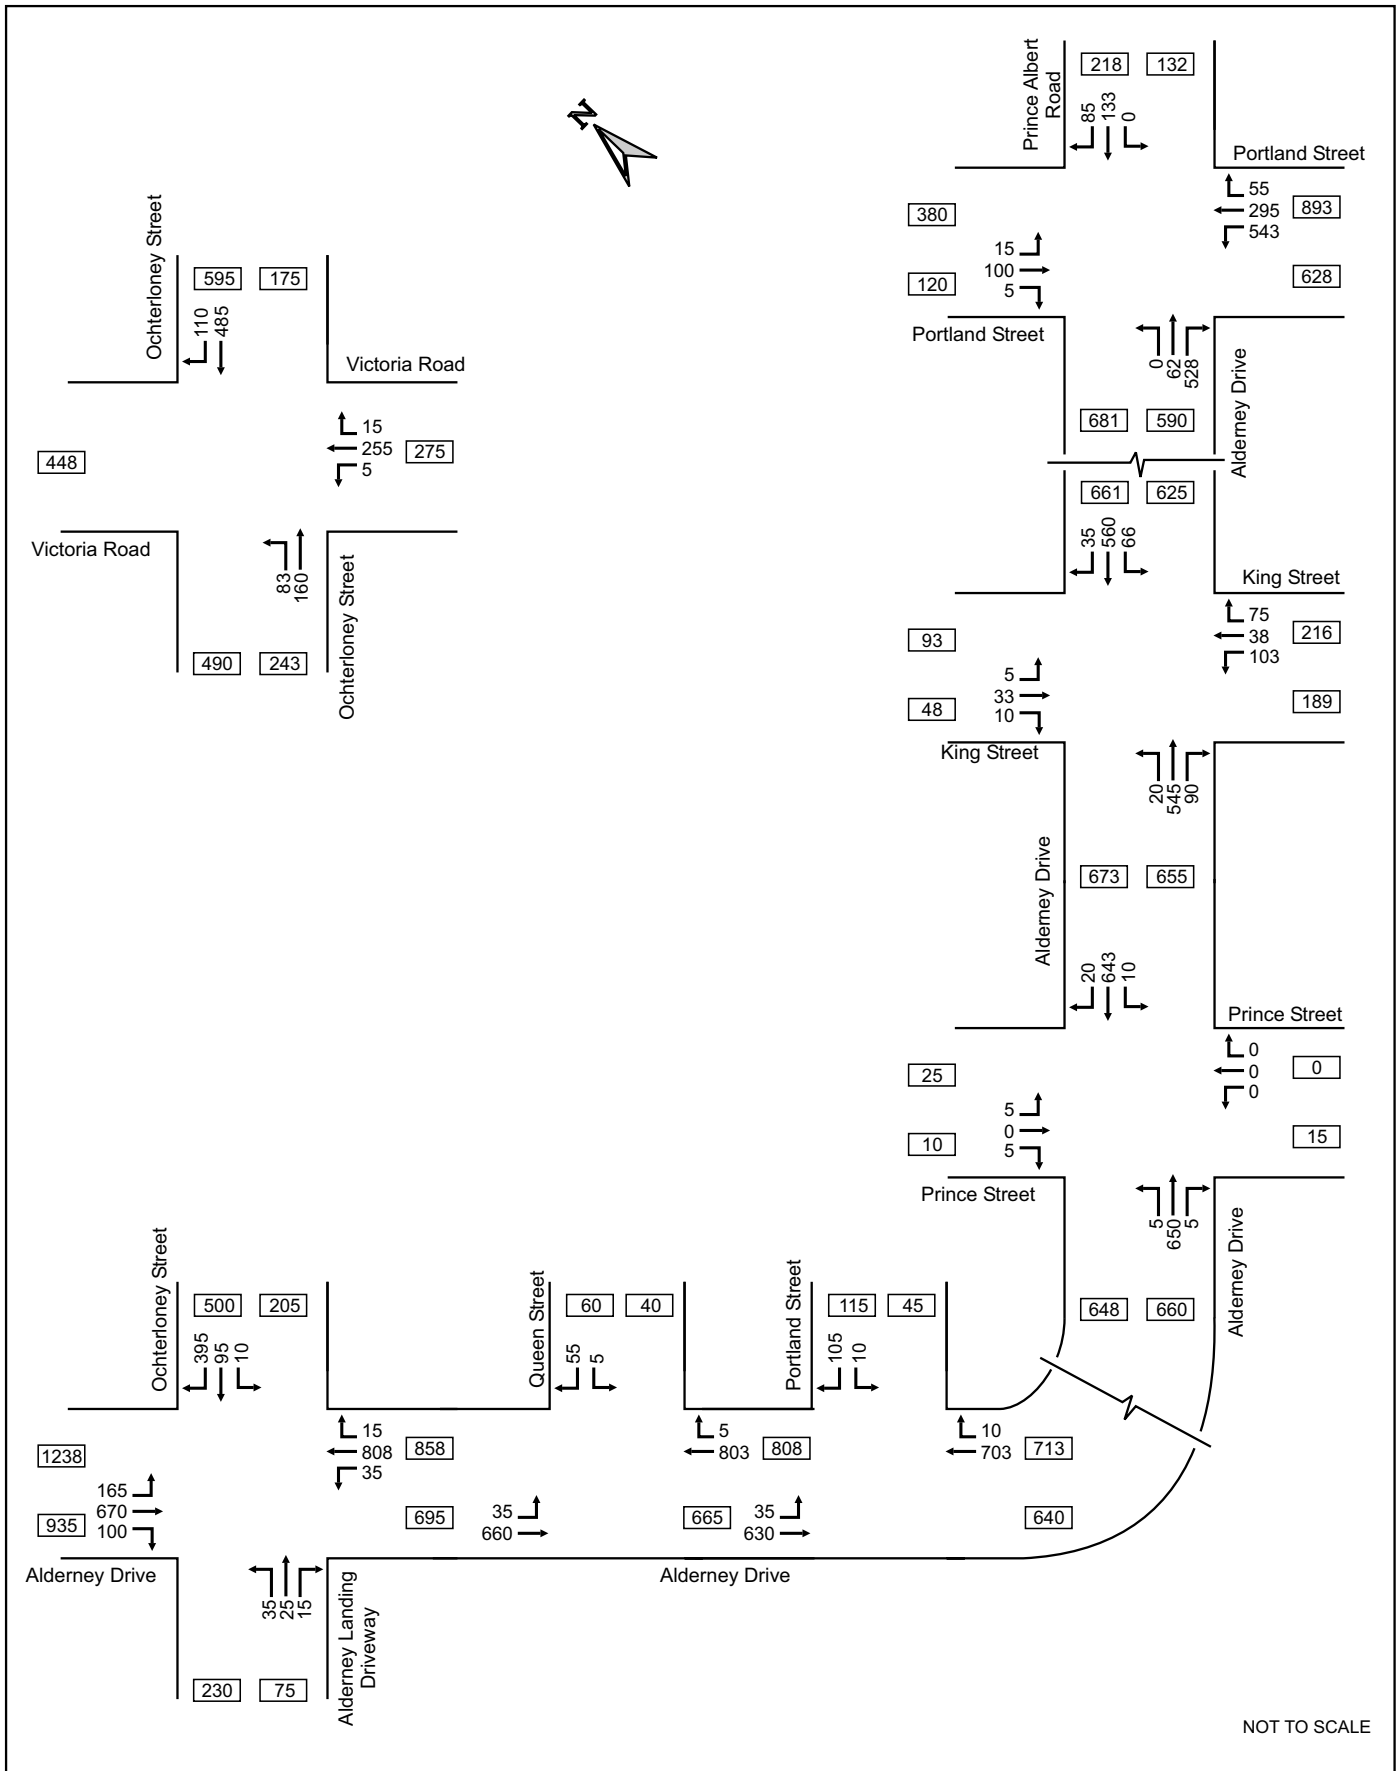 N
Prince Albert
Road
218 132
85 133 0
Portland Street
380
55
295
543
893
15
100
5
120
628
Portland Street
0 62 528
Alderney Drive
681 590
Ochterloney Street
595 175
110 485
Victoria Road
448
15
255
5
275
Victoria Road
83 160
Ochterloney Street
490 243
661 625
35 560 66
King Street
93
75
38
103
216
5
33
10
48
189
King Street
20 545 90
Alderney Drive
673 655
20 643 10
Prince Street
25
0
0
0
0
5
0
5
10
15
Prince Street
5 650 5
Alderney Drive
648 660
Ochterloney Street
500 205
395 95 10
Queen Street
60 40
55 5
Portland Street
115 45
105 10
1238
15
808
35
858
5
803
808
10
703
713
165
670
100
935
695
35
660
665
35
630
640
Alderney Drive
Alderney Drive
35 25 15
Alderney Landing
Driveway
230 75
NOT TO SCALE